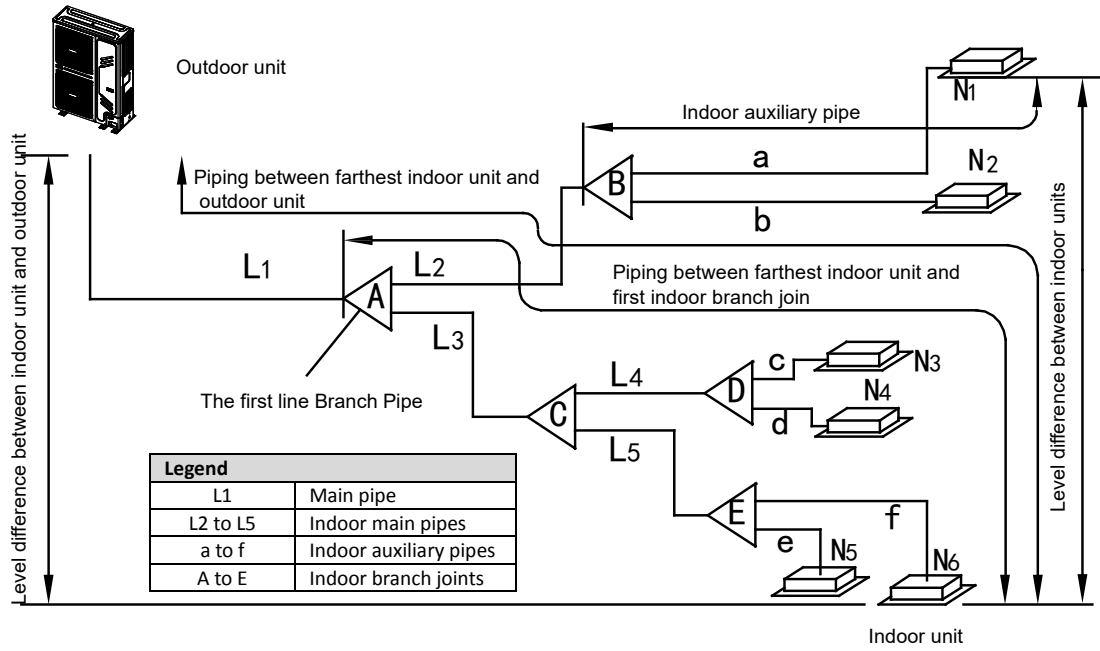 Outdoor unit
N1
Indoor auxiliary pipe
a
N2
B
b
Piping between farthest indoor unit and
outdoor unit
Level difference between indoor unit and outdoor unit
Level difference between indoor units
L1
L2
A
Piping between farthest indoor unit and
first indoor branch join
L3
c
N3
L4
D
N4
The first line Branch Pipe
C
d
L5
Legend
L1 Main pipe
L2 to L5 Indoor main pipes
a to f Indoor auxiliary pipes
A to E Indoor branch joints
E
f
e
N5
N6
Indoor unit